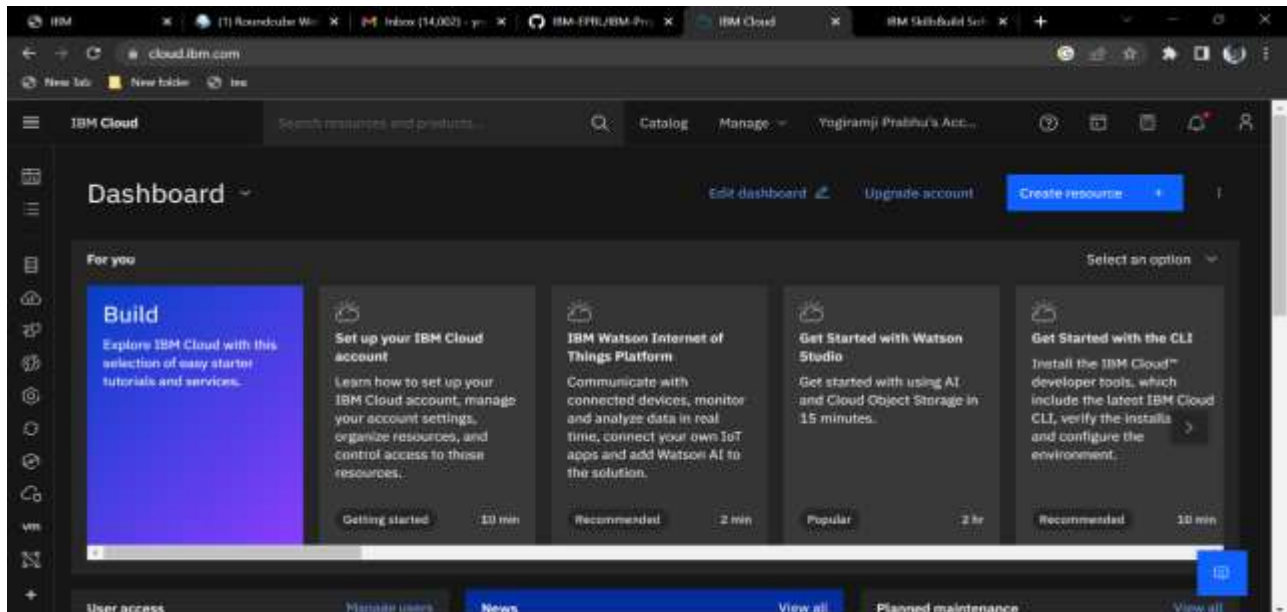 IBM
(1) Roundcube We
Inbox (14,002) - yo
IBM-EPBL/IBM-Pro
IBM Cloud
IBM SkillsBuild Sof
cloud.ibm.com
New Tab
New folder
IBM Cloud
Search resources and products...
Catalog
Manage
Yogiramji Prabhu's Acc...
Dashboard
Edit dashboard
Upgrade account
Create resource +
For you
Select an option
Build
Explore IBM Cloud with this
selection of easy starter
tutorials and services.
Set up your IBM Cloud
account
Learn how to set up your
IBM Cloud account, manage
your account settings,
organize resources, and
control access to those
resources.
Getting started
10 min
IBM Watson Internet of
Things Platform
Communicate with
connected devices, monitor
and analyze data in real
time, connect your own IoT
apps and add Watson AI to
the solution.
Recommended
2 min
Get Started with Watson
Studio
Get started with using AI
and Cloud Object Storage in
15 minutes.
Popular
2 hr
Get Started with the CLI
Install the IBM Cloud™
developer tools, which
include the latest IBM Cloud
CLI, verify the installa
and configure the
environment.
Recommended
10 min
vm
User access
Manage users
News
View all
Planned maintenance
View all